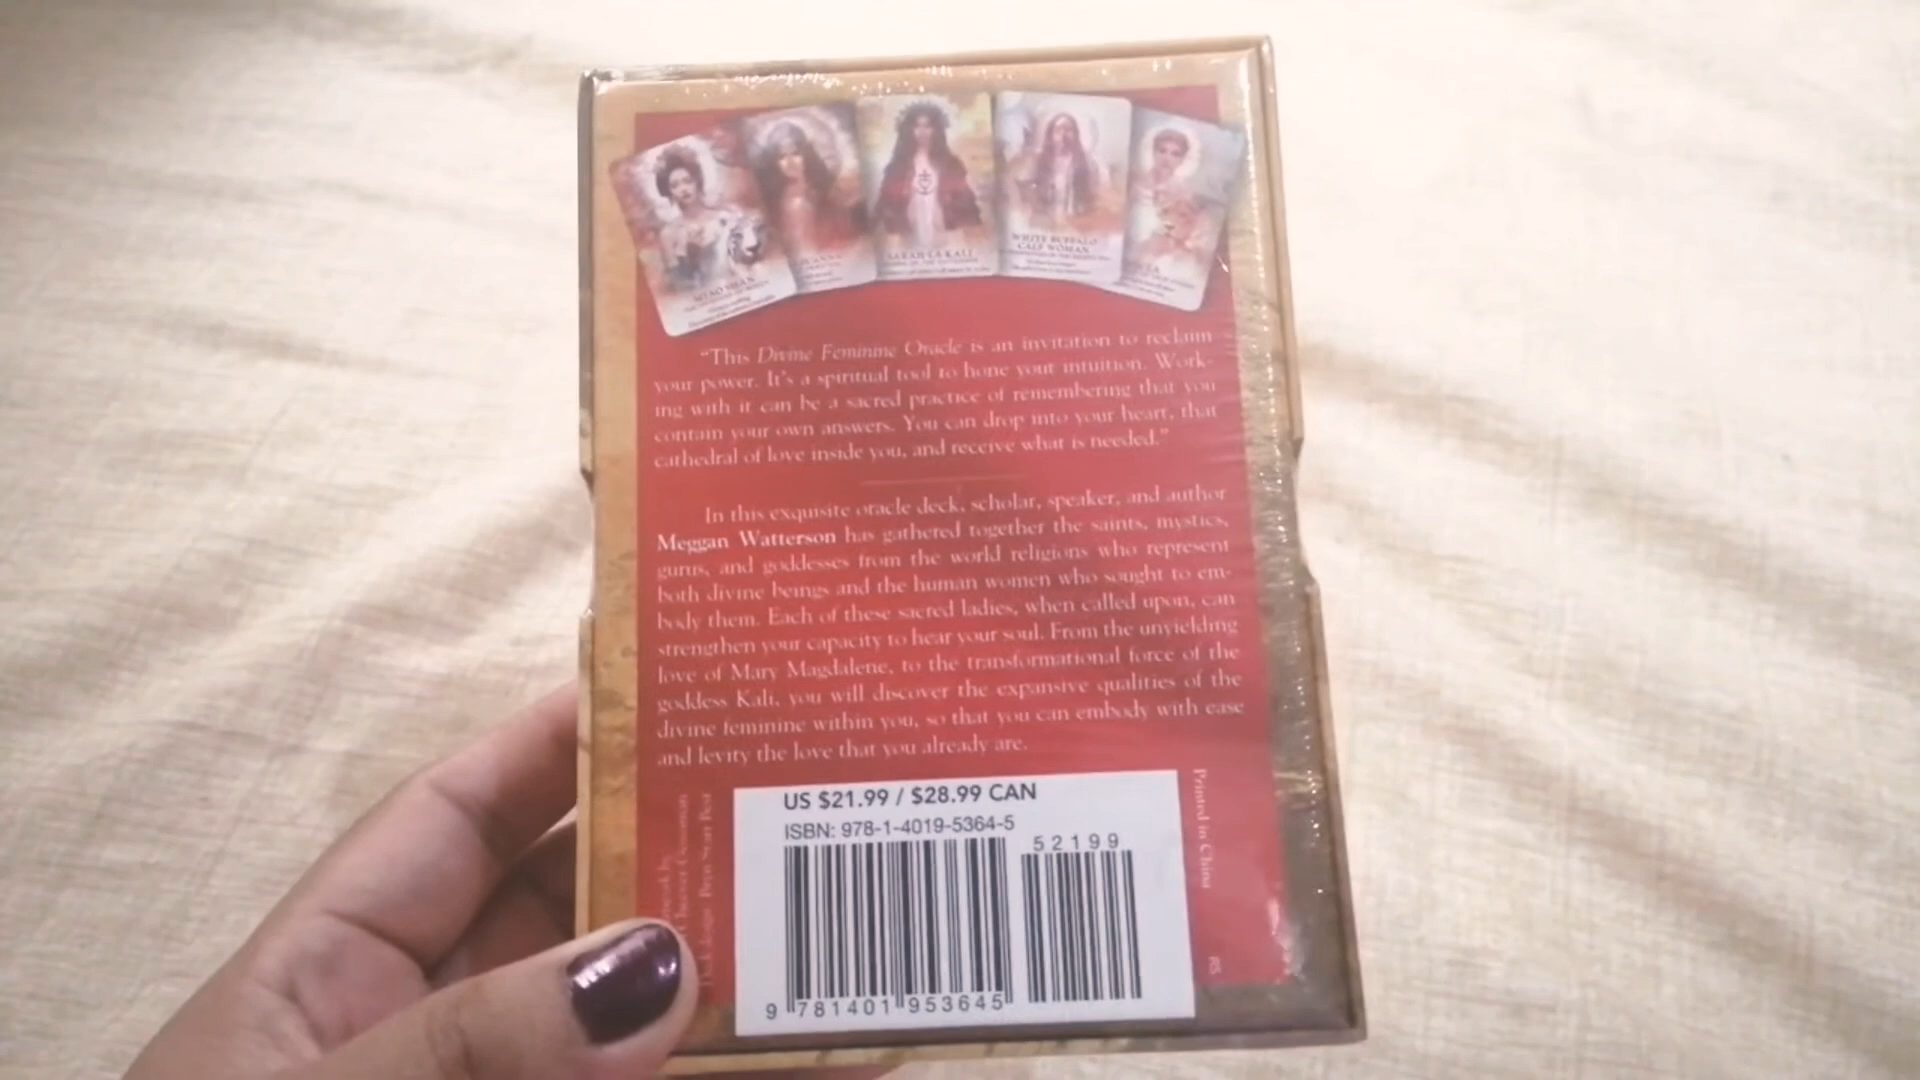 MIAO SHAN
SARAH-LA-KALI
WHITE BUFFALO
CALF WOMAN
“This Divine Feminine Oracle is an invitation to reclaim
your power. It’s a spiritual tool to hone your intuition. Work-
ing with it can be a sacred practice of remembering that you
contain your own answers. You can drop into your heart, that
cathedral of love inside you, and receive what is needed.”
In this exquisite oracle deck, scholar, speaker, and author
Meggan Watterson has gathered together the saints, mystics,
gurus, and goddesses from the world religions who represent
both divine beings and the human women who sought to em-
body them. Each of these sacred ladies, when called upon, can
strengthen your capacity to hear your soul. From the unyielding
love of Mary Magdalene, to the transformational force of the
goddess Kali, you will discover the expansive qualities of the
divine feminine within you, so that you can embody with ease
and levity the love that you already are.
US $21.99 / $28.99 CAN
ISBN: 978-1-4019-5364-5
52199
9 781401 953645
Printed in China
RS